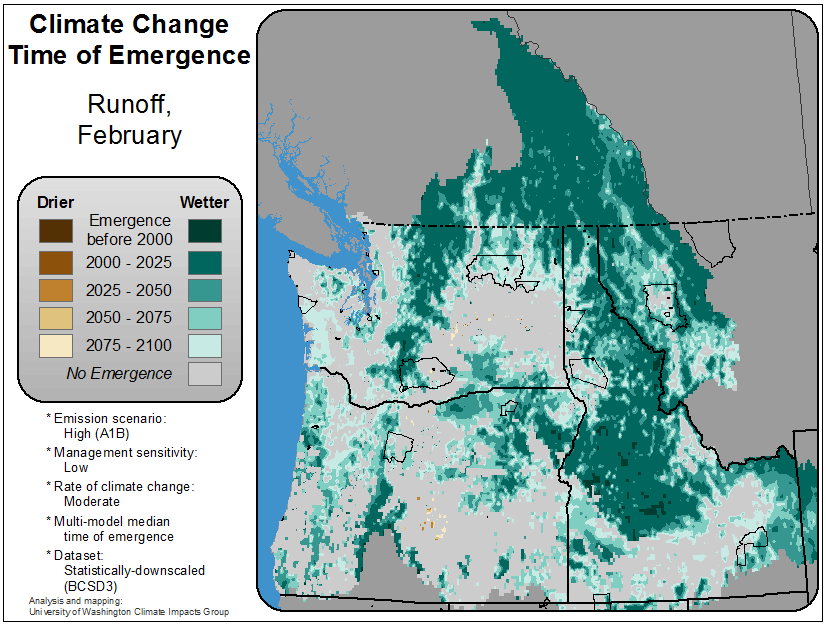 Climate Change
Time of Emergence
Runoff,
February
Drier
Wetter
Emergence
before 2000
2000 - 2025
2025 - 2050
2050 - 2075
2075 - 2100
No Emergence
* Emission scenario:
High (A1B)
* Management sensitivity:
Low
* Rate of climate change:
Moderate
* Multi-model median
time of emergence
* Dataset:
Statistically-downscaled
(BCSD3)
Analysis and mapping:
University of Washington Climate Impacts Group